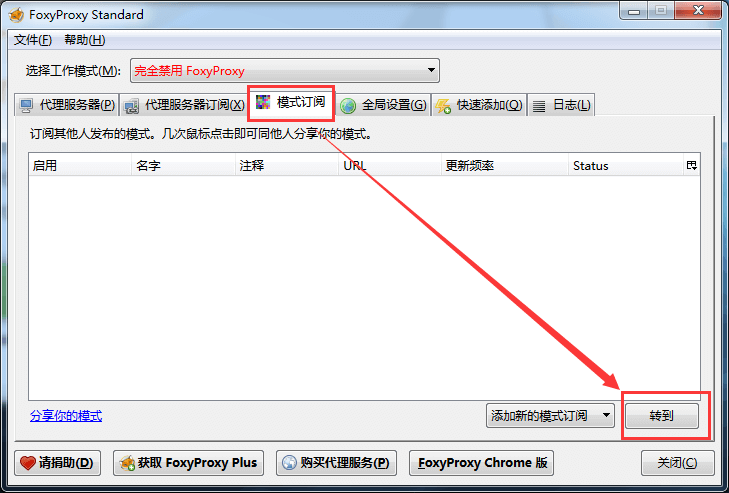 FoxyProxy Standard
文件(F) 帮助(H)
选择工作模式(M): 完全禁用 FoxyProxy
代理服务器(P) 代理服务器订阅(X) 模式订阅 全局设置(G) 快速添加(Q) 日志(L)
订阅其他人发布的模式。几次鼠标点击即可同他人分享你的模式。
启用 名字 注释 URL 更新频率 Status
分享你的模式 添加新的模式订阅 转到
请捐助(D) 获取 FoxyProxy Plus 购买代理服务(P) FoxyProxy Chrome 版 关闭(C)